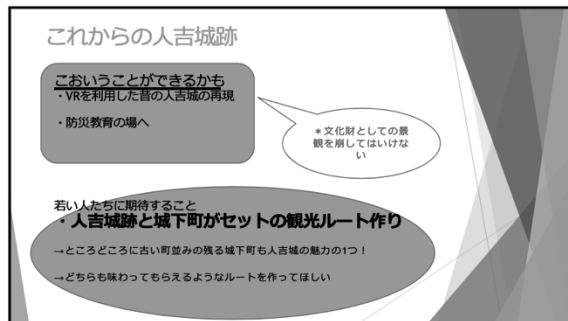 これからの人吉城跡
こおいうことができるかも
・VRを利用した昔の人吉城の再現
・防災教育の場へ
＊文化財としての景
観を崩してはいけな
い
若い人たちに期待すること
・人吉城跡と城下町がセットの観光ルート作り
→ところどころに古い町並みの残る城下町も人吉城の魅力の1つ！
→どちらも味わってもらえるようなルートを作ってほしい